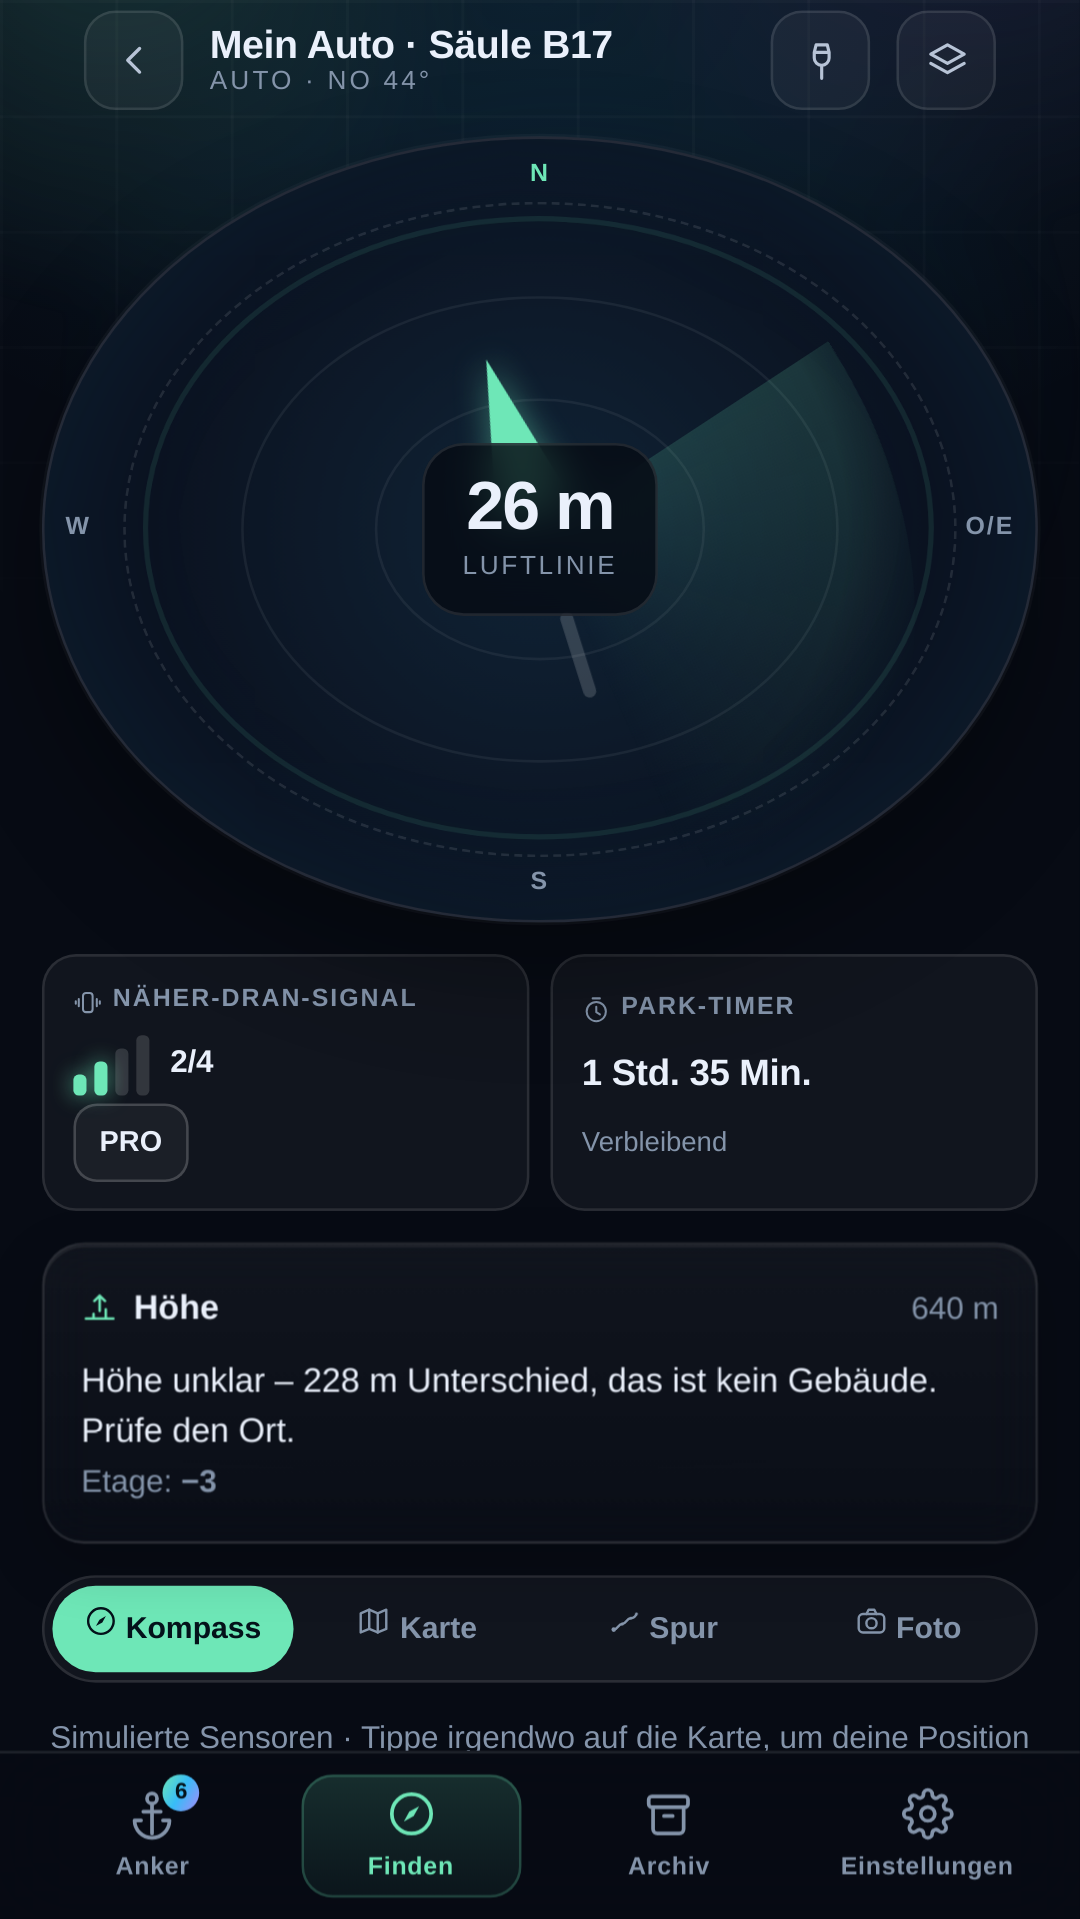 Mein Auto · Säule B17
AUTO · NO 44°
N
W
O/E
26 m
LUFTLINIE
S
NÄHER-DRAN-SIGNAL
2/4
PRO
PARK-TIMER
1 Std. 35 Min.
Verbleibend
Höhe
640 m
Höhe unklar – 228 m Unterschied, das ist kein Gebäude.
Prüfe den Ort.
Etage: −3
Kompass
Karte
Spur
Foto
Simulierte Sensoren · Tippe irgendwo auf die Karte, um deine Position
6
Anker
Finden
Archiv
Einstellungen